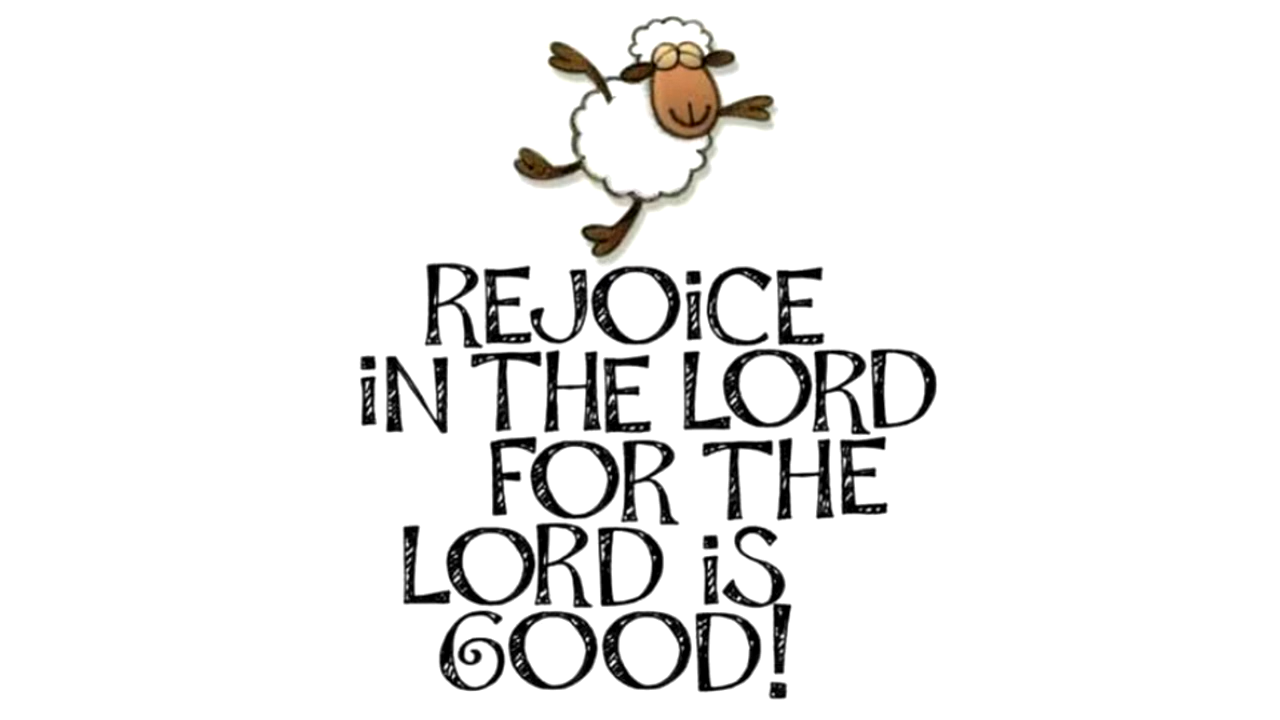 REJOiCE
iN THE LORD
FOR THE
LORD iS
GOOD!